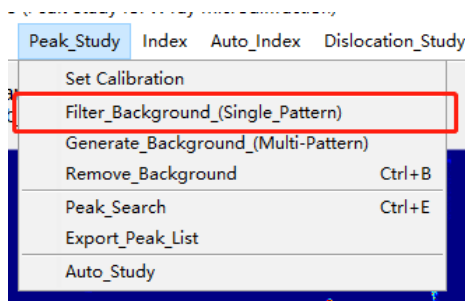 Peak_Study Index Auto_Index Dislocation_Study
Set Calibration
Filter_Background_(Single_Pattern)
Generate_Background_(Multi-Pattern)
Remove_Background Ctrl+B
Peak_Search Ctrl+E
Export_Peak_List
Auto_Study